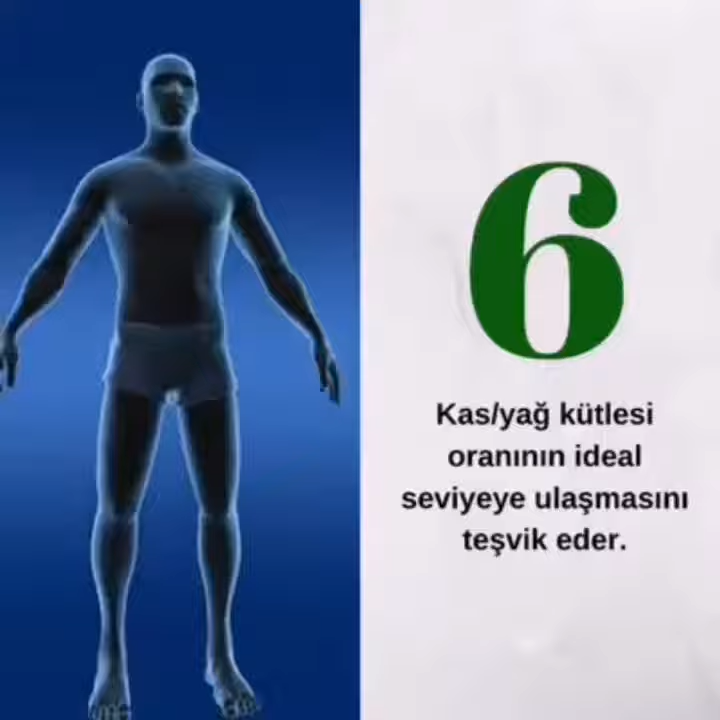 6
Kas/yağ kütlesi
oranının ideal
seviyeye ulaşmasını
teşvik eder.